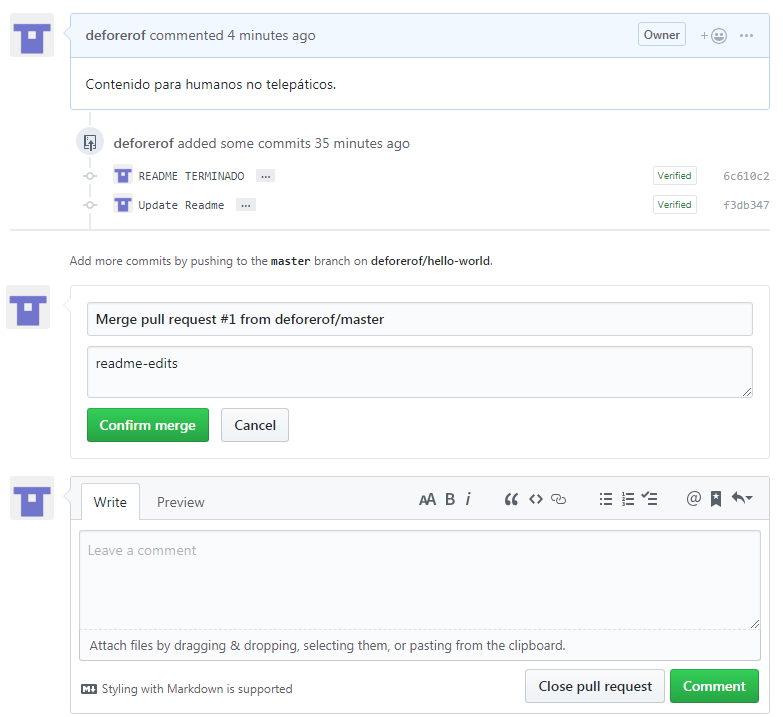 deforerof commented 4 minutes ago Owner
Contenido para humanos no telepáticos.
deforerof added some commits 35 minutes ago
README TERMINADO ... Verified 6c610c2
Update Readme ... Verified f3db347
Add more commits by pushing to the master branch on deforerof/hello-world.
Merge pull request #1 from deforerof/master
readme-edits
Confirm merge Cancel
Write Preview AA B i
Leave a comment
Attach files by dragging & dropping, selecting them, or pasting from the clipboard.
Styling with Markdown is supported Close pull request Comment